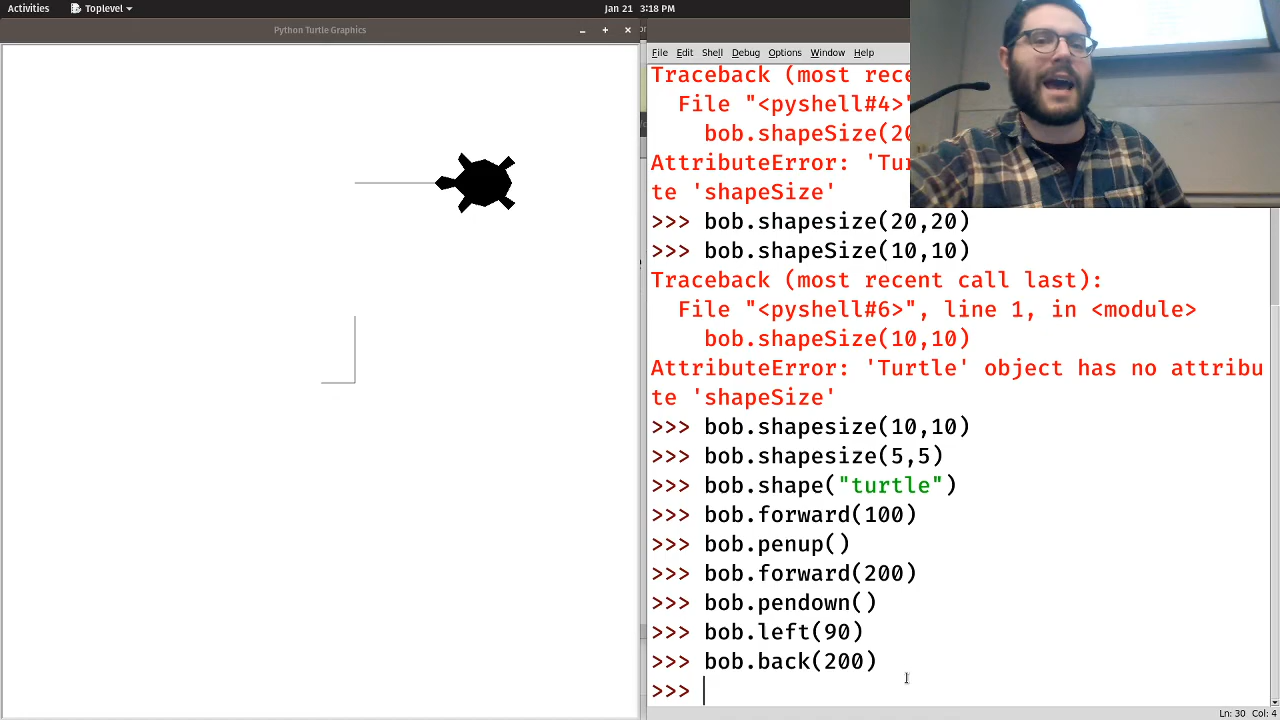 Activities
Toplevel
Jan 21
3:18 PM
Python Turtle Graphics
File Edit Shell Debug Options Window Help
Traceback (most rece
File "<pyshell#4>"
bob.shapeSize(20
AttributeError: 'Tur
te 'shapeSize'
>>> bob.shapesize(20,20)
>>> bob.shapeSize(10,10)
Traceback (most recent call last):
File "<pyshell#6>", line 1, in <module>
bob.shapeSize(10,10)
AttributeError: 'Turtle' object has no attribu
te 'shapeSize'
>>> bob.shapesize(10,10)
>>> bob.shapesize(5,5)
>>> bob.shape("turtle")
>>> bob.forward(100)
>>> bob.penup()
>>> bob.forward(200)
>>> bob.pendown()
>>> bob.left(90)
>>> bob.back(200)
>>>
Ln: 30 Col: 4